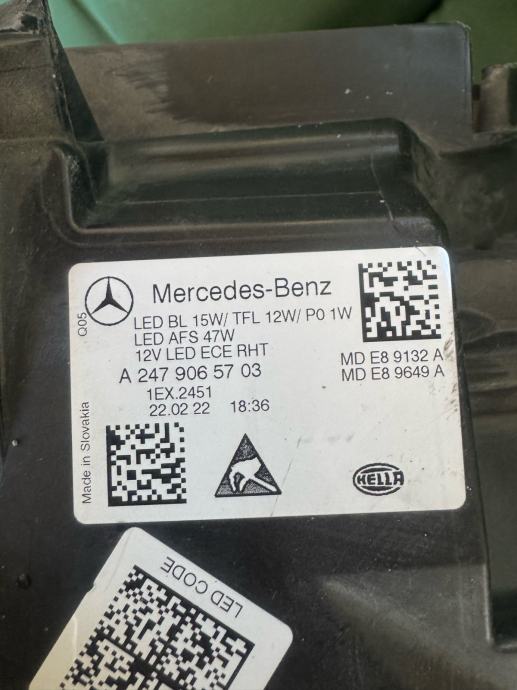 Q05
Mercedes-Benz
LED BL 15W/ TFL 12W/ PO 1W
LED AFS 47W
12V LED ECE RHT
A 247 906 57 03
1EX.2451
22.02 22 18:36
MD E8 9132 A
MD E8 9649 A
Made in Slovakia
HELLA
LED CODE